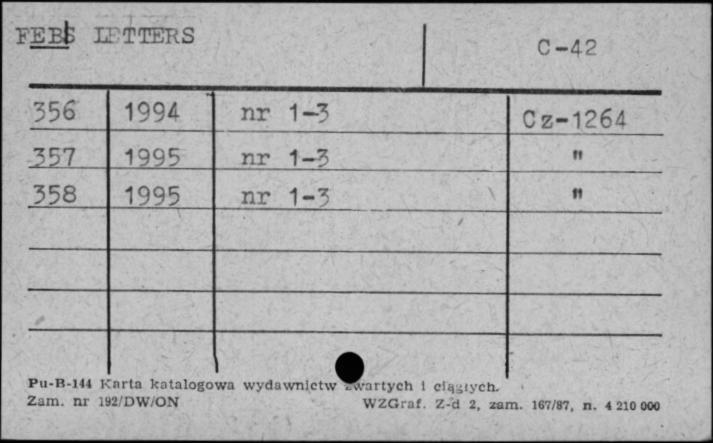 FEBS LETTERS C-42
356 1994 nr 1-3 Cz-1264
357 1995 nr 1-3 "
358 1995 nr 1-3 "
Pu-B-144 Karta katalogowa wydawnictw zwartych i ciągłych.
Zam. nr 192/DW/ON WZGraf. Z-d 2, zam. 167/87, n. 4 210 000